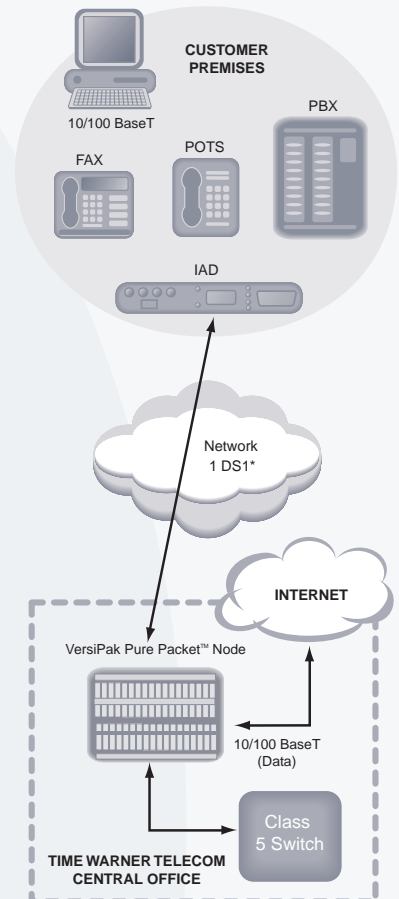 CUSTOMER
PREMISES
10/100 BaseT
PBX
FAX
POTS
IAD
Network
1 DS1*
INTERNET
VersiPak Pure Packet™ Node
10/100 BaseT
(Data)
Class
5 Switch
TIME WARNER TELECOM
CENTRAL OFFICE